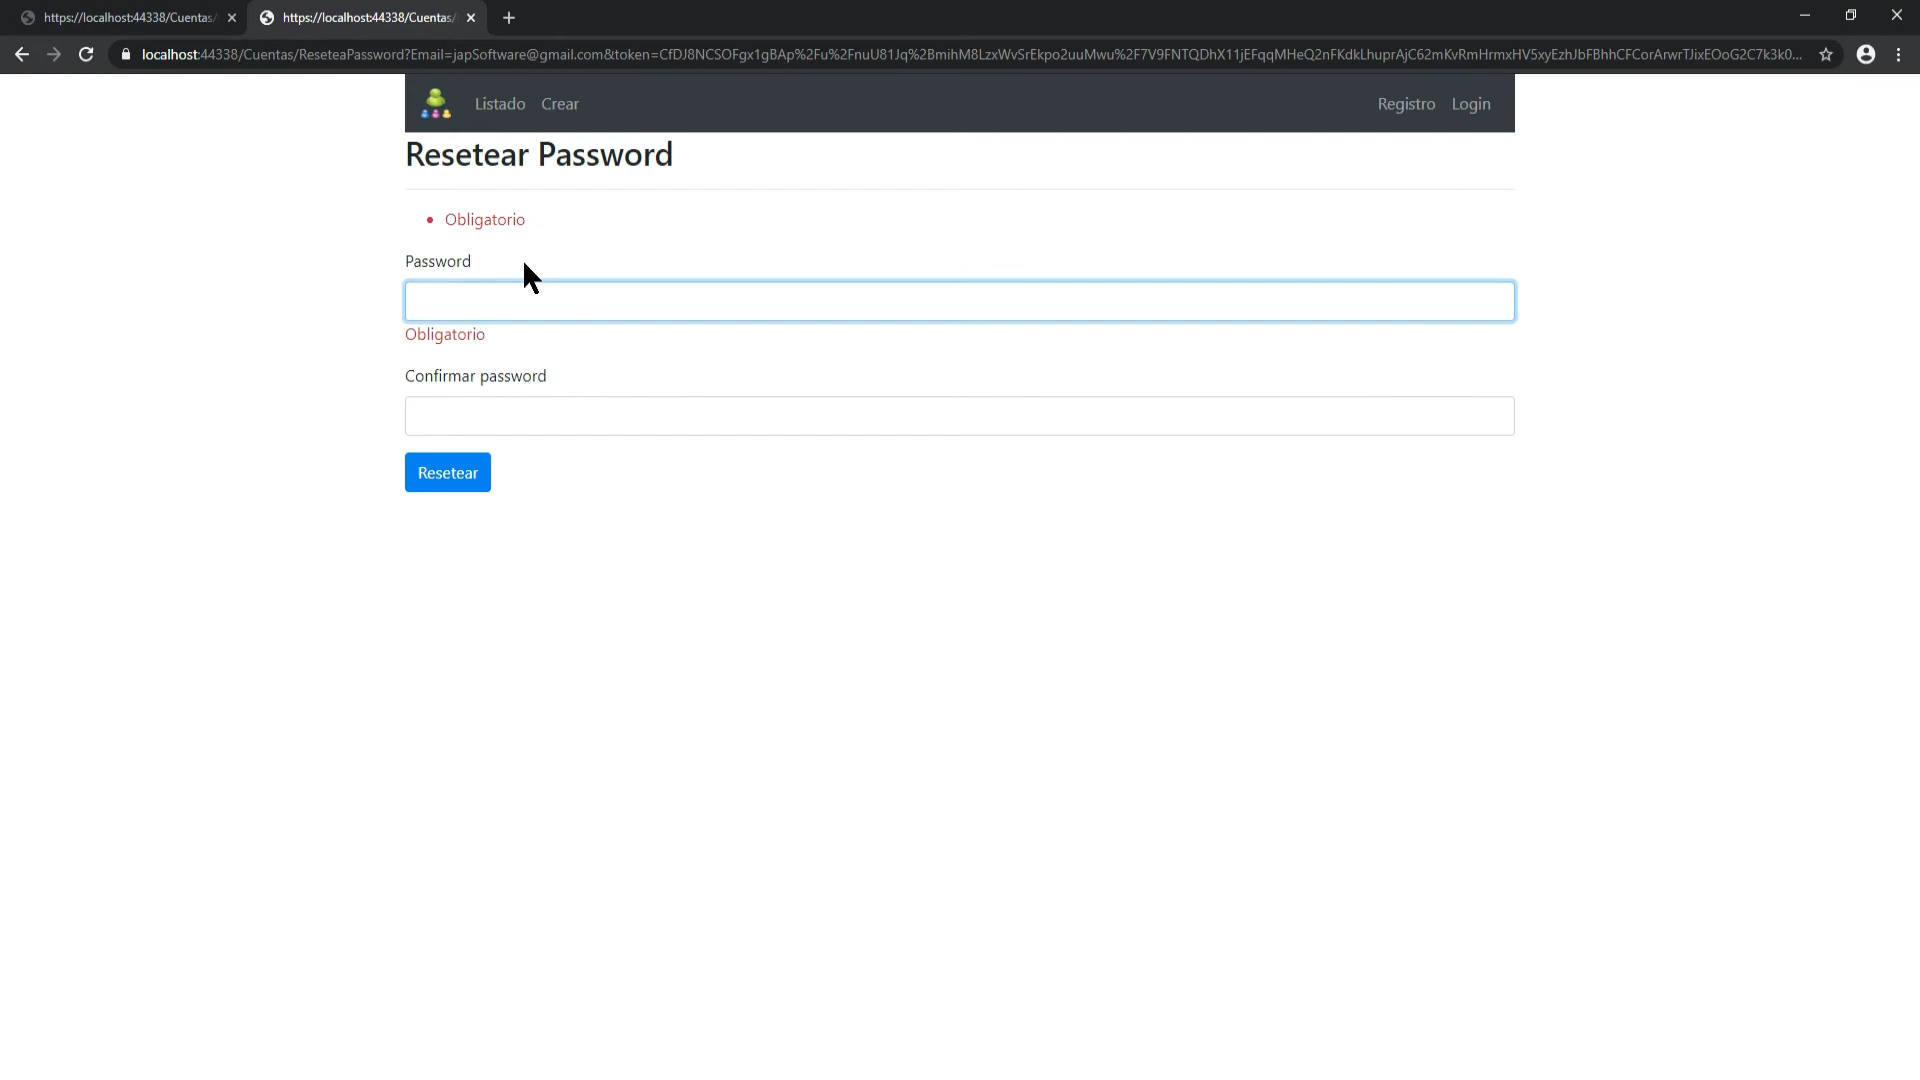 https://localhost:44338/Cuentas/
https://localhost:44338/Cuentas/
localhost:44338/Cuentas/ReseteaPassword?Email=japSoftware@gmail.com&token=CfDJ8NCSOFgx1gBAp%2Fu%2FnuU81Jq%2BmihM8LzxWvSrEkpo2uuMwu%2F7V9FNTQDhX11jEFqqMHeQ2nFKdkLhuprAjC62mKvRmHrmxHV5xyEzhJbFBhhCFCorArwrTJixEOoG2C7k3k0...
Listado Crear Registro Login
Resetear Password
Obligatorio
Password
Obligatorio
Confirmar password
Resetear